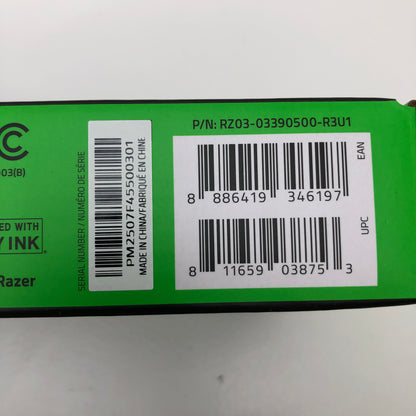 P/N: RZ03-03390500-R3U1
C
003(B)
ED WITH
Y INK
Razer
SERIAL NUMBER / NUMÉRO DE SÉRIE
PM2507F45500301
MADE IN CHINA/FABRIQUÉ EN CHINE
8 886419 346197
EAN
8 11659 03875 3
UPC